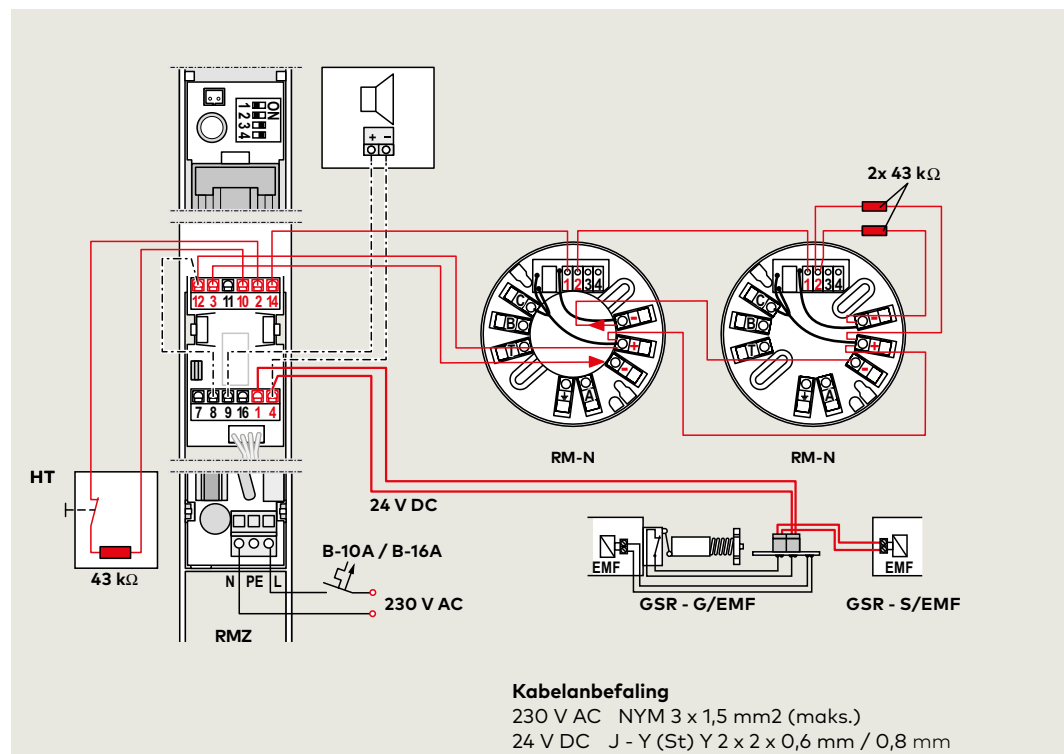 ON
1 2 3 4
+ −
2x 43 kΩ
12 3 11 10 2 14
1 2 3 4
C
B
T
-
+
-
A
1 2 3 4
C
B
T
-
+
-
A
7 8 9 16 1 4
RM-N
RM-N
HT
24 V DC
43 kΩ
B-10A / B-16A
N PE L
230 V AC
RMZ
EMF
EMF
GSR - G/EMF
GSR - S/EMF
Kabelanbefaling
230 V AC NYM 3 x 1,5 mm2 (maks.)
24 V DC J - Y (St) Y 2 x 2 x 0,6 mm / 0,8 mm